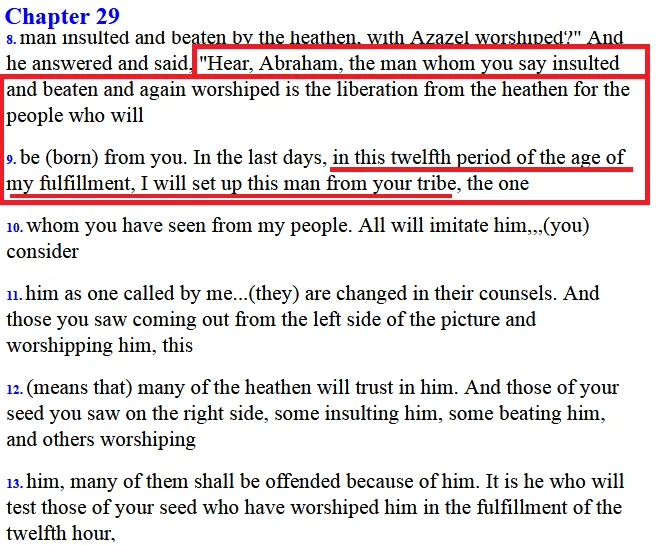 Chapter 29
8. man insulted and beaten by the heathen, with Azazel worshiped?" And
he answered and said, "Hear, Abraham, the man whom you say insulted
and beaten and again worshiped is the liberation from the heathen for the
people who will
9. be (born) from you. In the last days, in this twelfth period of the age of
my fulfillment, I will set up this man from your tribe, the one
10. whom you have seen from my people. All will imitate him,,,(you)
consider
11. him as one called by me...(they) are changed in their counsels. And
those you saw coming out from the left side of the picture and
worshipping him, this
12. (means that) many of the heathen will trust in him. And those of your
seed you saw on the right side, some insulting him, some beating him,
and others worshiping
13. him, many of them shall be offended because of him. It is he who will
test those of your seed who have worshiped him in the fulfillment of the
twelfth hour,